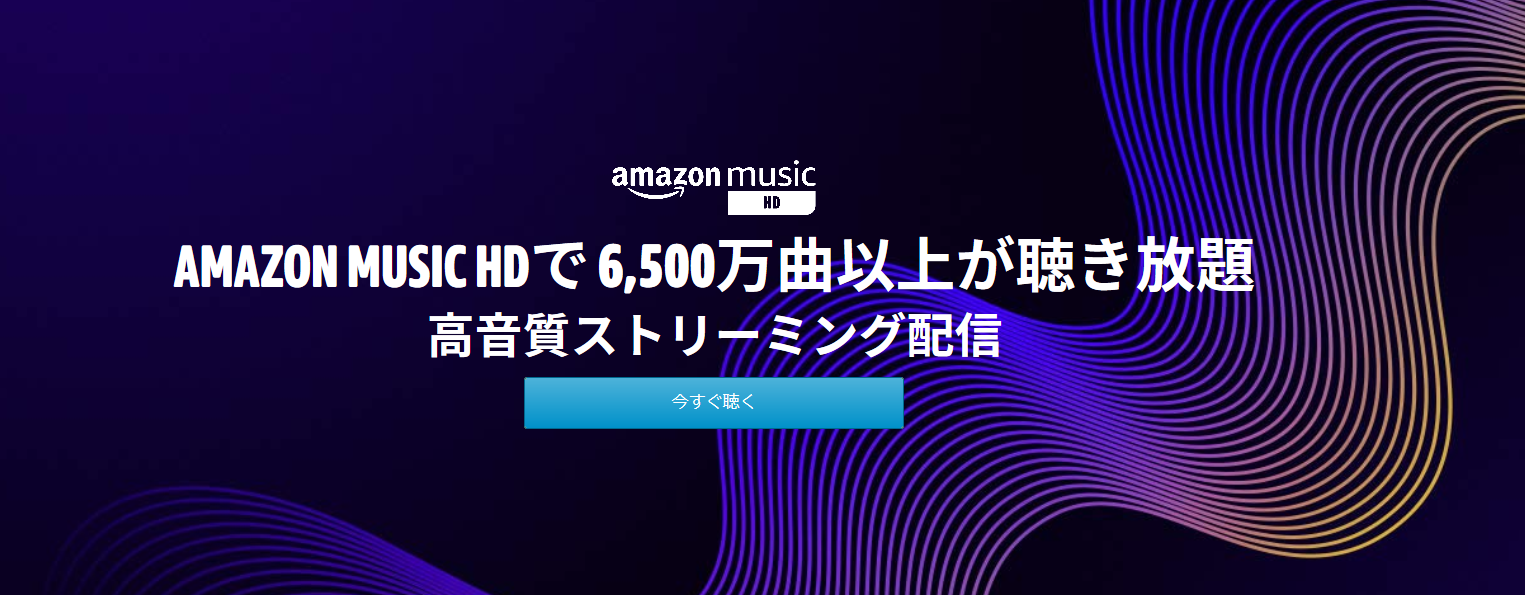 amazon music
HD
AMAZON MUSIC HDで 6,500万曲以上が聴き放題
高音質ストリーミング配信
今すぐ聴く